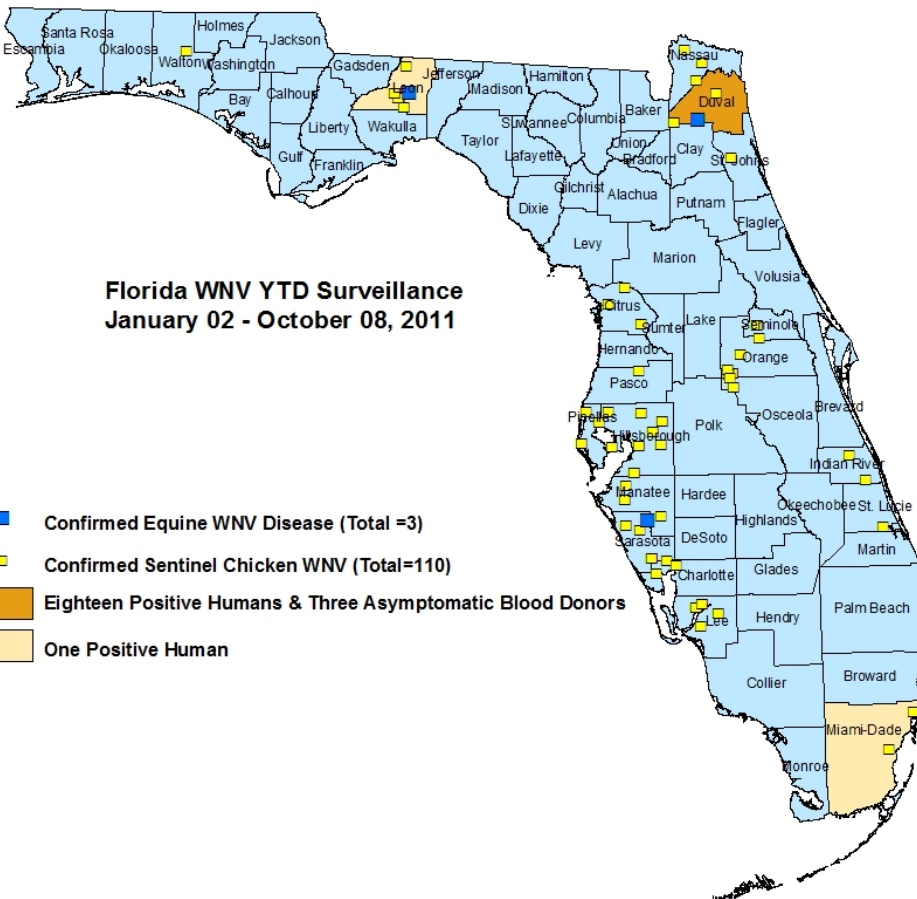 Holmes
Santa Rosa
Jackson
Escambia
Okaloosa
Walton
Washington
Gadsden
Jefferson
Leon
Madison
Hamilton
Nassau
Duval
Baker
Columbia
Calhoun
Bay
Liberty
Wakulla
Taylor
Suwannee
Union
Bradford
Clay
St. Johns
Gulf
Franklin
Lafayette
Gilchrist
Alachua
Putnam
Dixie
Flagler
Levy
Marion
Volusia
Florida WNV YTD Surveillance
January 02 - October 08, 2011
Citrus
Sumter
Lake
Seminole
Hernando
Orange
Pasco
Pinellas
Hillsborough
Polk
Osceola
Brevard
Indian River
Manatee
Hardee
Okeechobee
St. Lucie
Highlands
Sarasota
DeSoto
Martin
Charlotte
Glades
Lee
Hendry
Palm Beach
Collier
Broward
Miami-Dade
Monroe
Confirmed Equine WNV Disease (Total =3)
Confirmed Sentinel Chicken WNV (Total=110)
Eighteen Positive Humans & Three Asymptomatic Blood Donors
One Positive Human